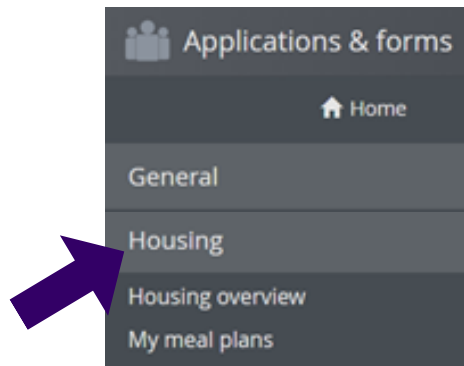 Applications & forms
Home
General
Housing
Housing overview
My meal plans